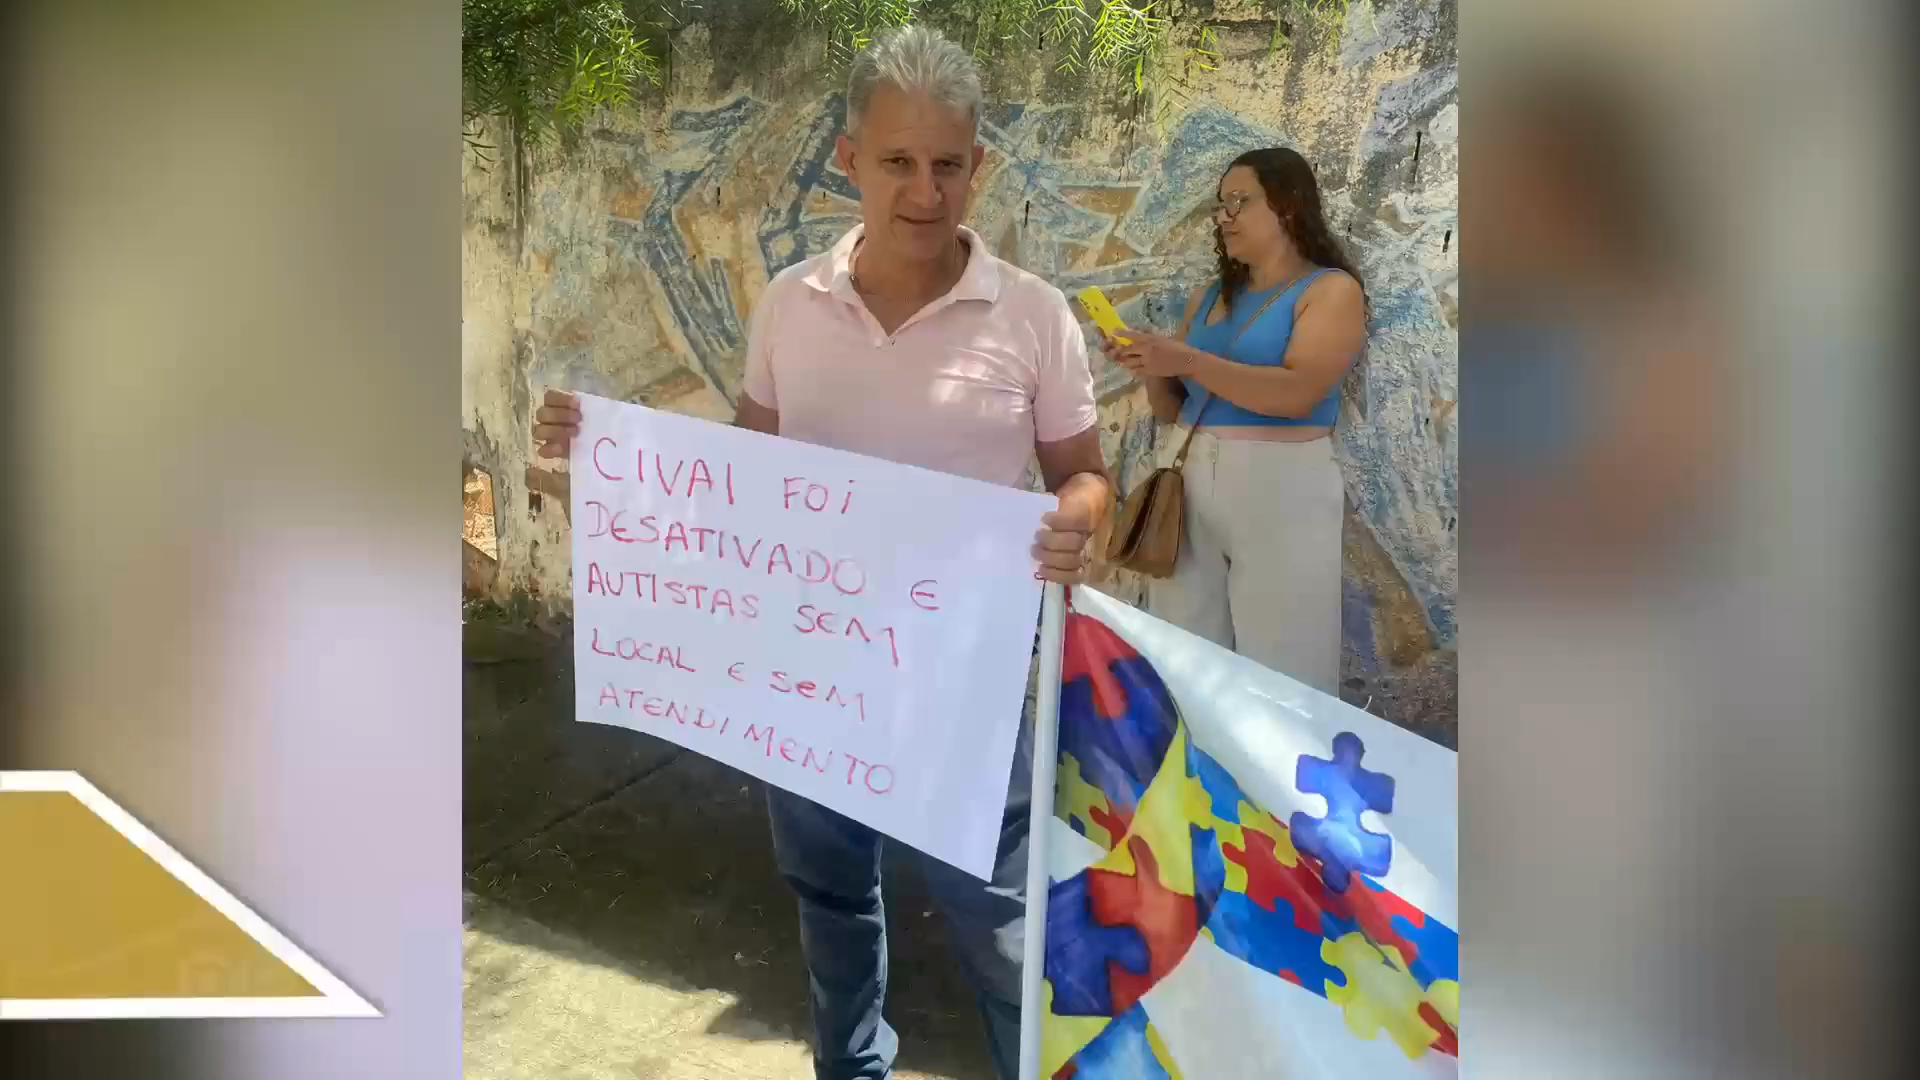 CIVAI FOI
DESATIVADO E
AUTISTAS SEM
LOCAL E SEM
ATENDIMENTO